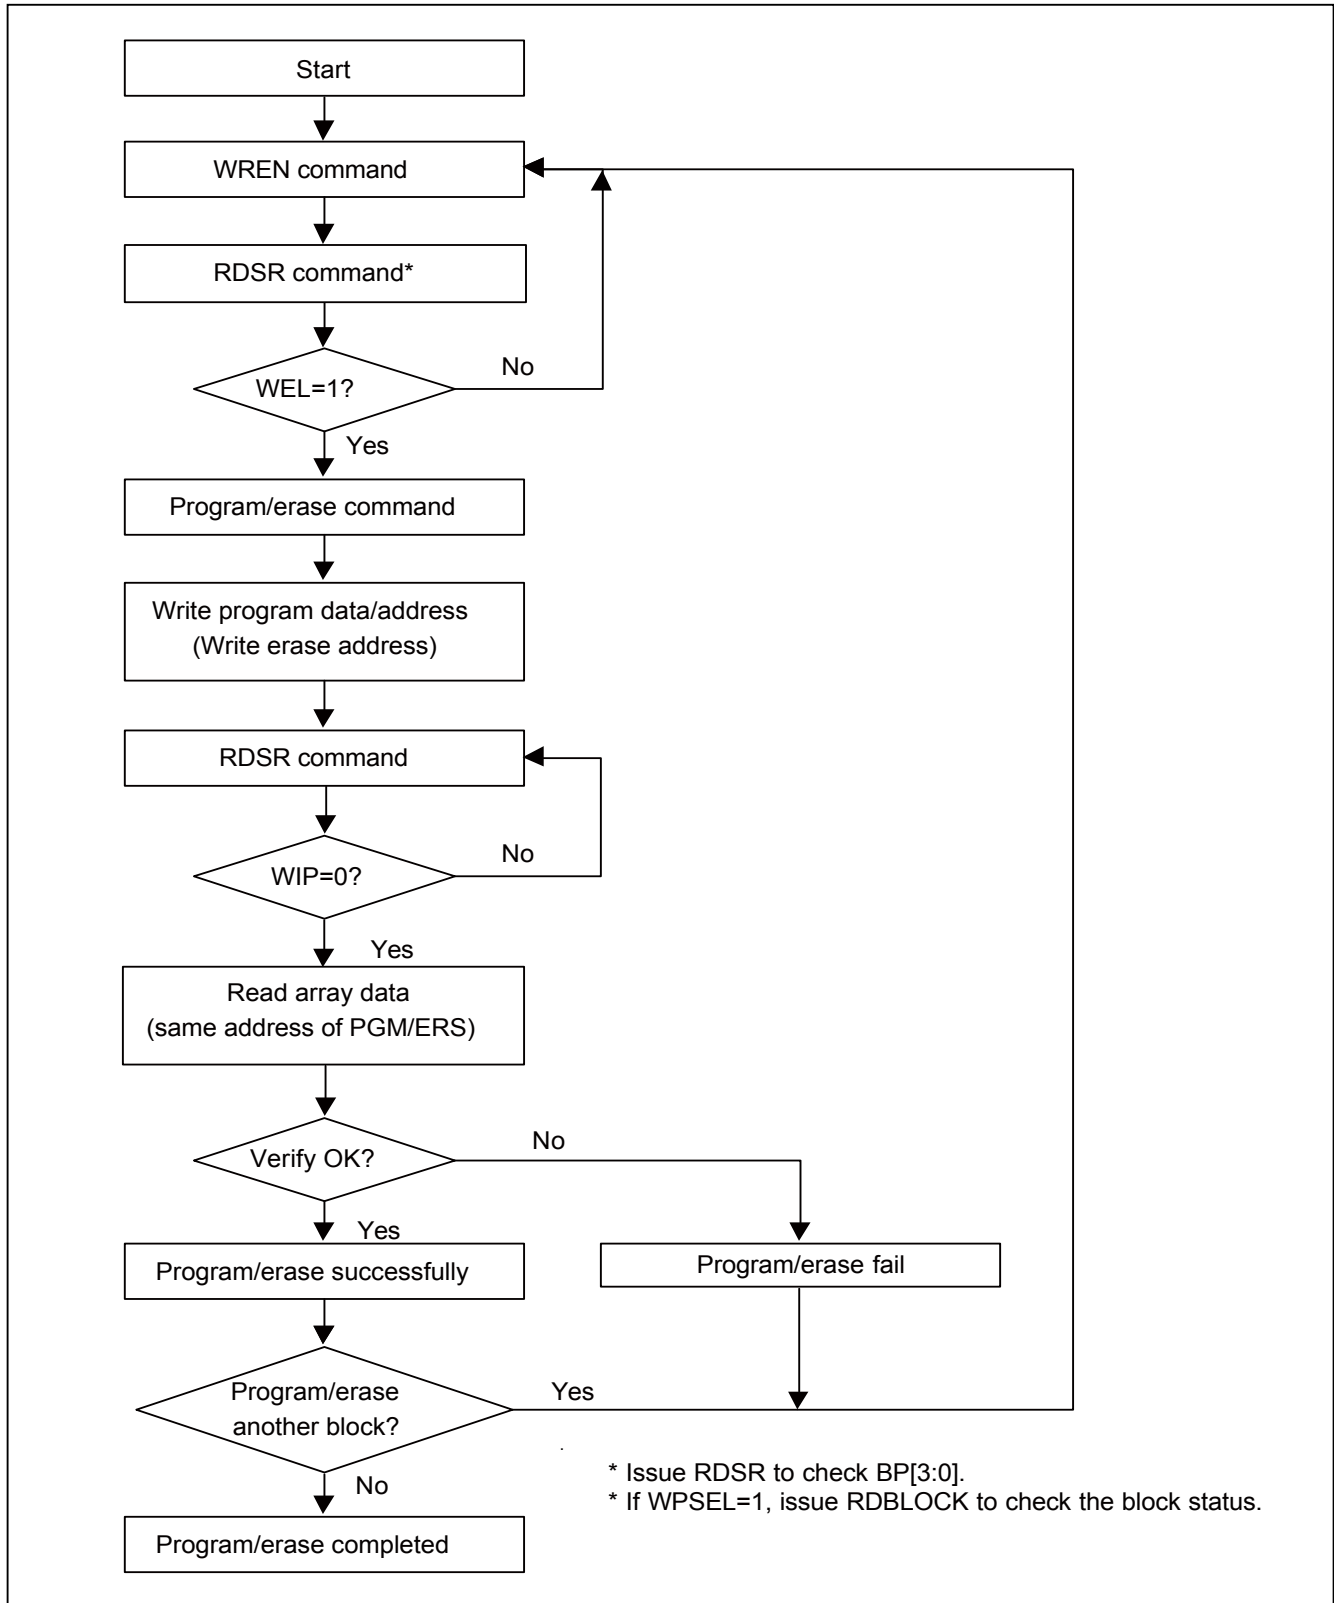 Start
WREN command
RDSR command*
WEL=1?
No
Yes
Program/erase command
Write program data/address
(Write erase address)
RDSR command
WIP=0?
No
Yes
Read array data
(same address of PGM/ERS)
Verify OK?
No
Yes
Program/erase successfully
Program/erase fail
Program/erase
another block?
Yes
No
* Issue RDSR to check BP[3:0].
* If WPSEL=1, issue RDBLOCK to check the block status.
Program/erase completed